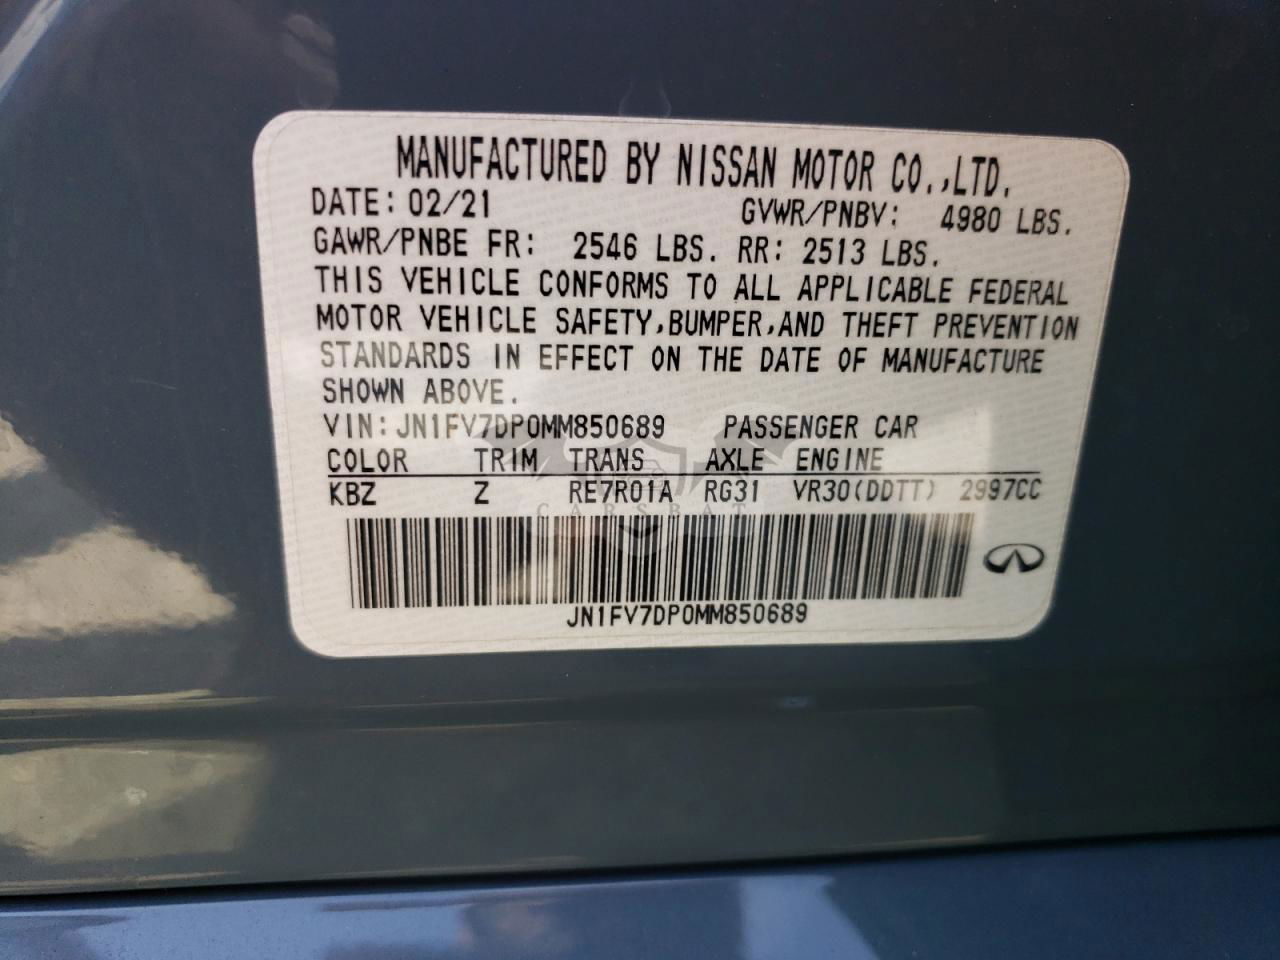 MANUFACTURED BY NISSAN MOTOR CO.,LTD.
DATE: 02/21 GVWR/PNBV: 4980 LBS.
GAWR/PNBE FR: 2546 LBS. RR: 2513 LBS.
THIS VEHICLE CONFORMS TO ALL APPLICABLE FEDERAL
MOTOR VEHICLE SAFETY,BUMPER,AND THEFT PREVENTION
STANDARDS IN EFFECT ON THE DATE OF MANUFACTURE
SHOWN ABOVE.
VIN: JN1FV7DP0MM850689 PASSENGER CAR
COLOR TRIM TRANS AXLE ENGINE
KBZ Z RE7R01A RG31 VR30(DDTT) 2997CC
CARSBAT
JN1FV7DP0MM850689